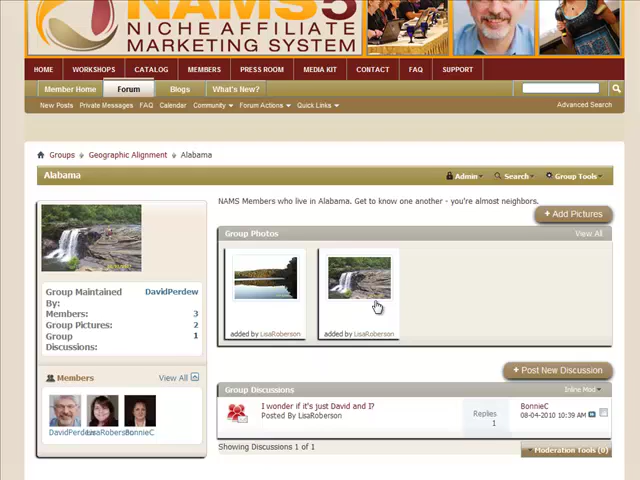 NAMS5
NICHE AFFILIATE
MARKETING SYSTEM
HOME WORKSHOPS CATALOG MEMBERS PRESS ROOM MEDIA KIT CONTACT FAQ SUPPORT
Member Home Forum Blogs What's New?
New Posts Private Messages FAQ Calendar Community Forum Actions Quick Links Advanced Search
Groups Geographic Alignment Alabama
Alabama Admin Search Group Tools
NAMS Members who live in Alabama. Get to know one another - you're almost neighbors.
+ Add Pictures
Group Photos View All
added by LisaRoberson added by LisaRoberson
Group Maintained By: DavidPerdew
Members: 3
Group Pictures: 2
Group Discussions: 1
Members View All
DavidPerdew LisaRoberson BonnieC
+ Post New Discussion
Group Discussions Inline Mod
I wonder if it's just David and I?
Posted By LisaRoberson
Replies
1
BonnieC
08-04-2010 10:39 AM
Showing Discussions 1 of 1
Moderation Tools (0)